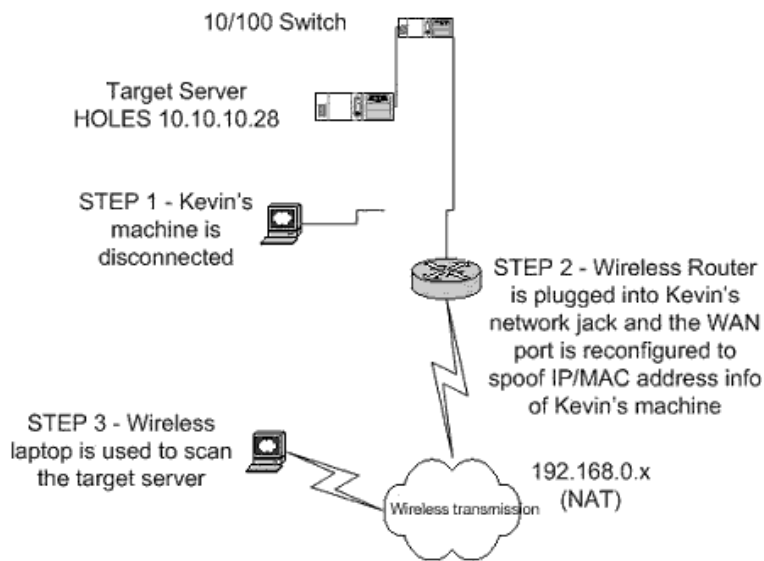 10/100 Switch
Target Server
HOLES 10.10.10.28
STEP 1 - Kevin's
machine is
disconnected
STEP 2 - Wireless Router
is plugged into Kevin's
network jack and the WAN
port is reconfigured to
spoof IP/MAC address info
of Kevin's machine
STEP 3 - Wireless
laptop is used to scan
the target server
192.168.0.x
(NAT)
Wireless transmission